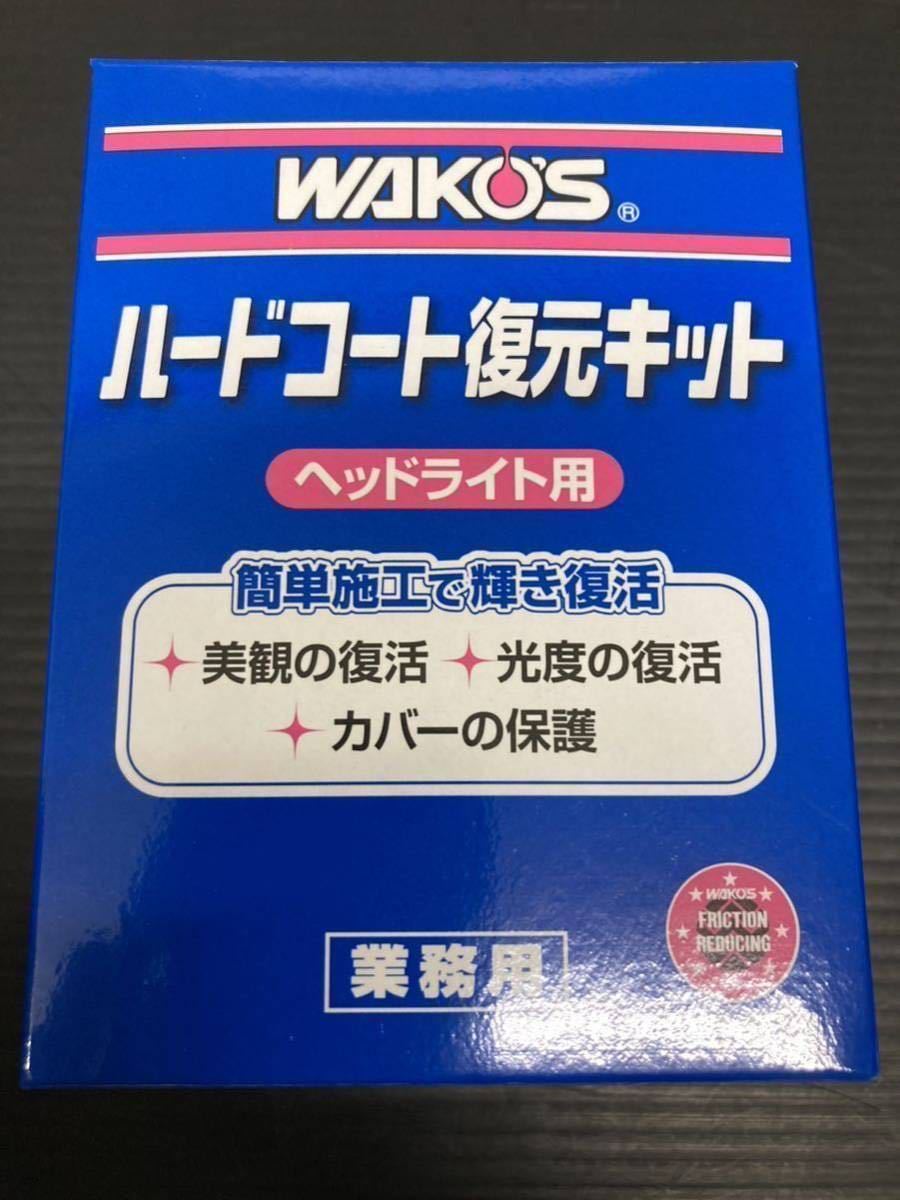 WAKO'S®
ハードコート復元キット
ヘッドライト用
簡単施工で輝き復活
美観の復活 光度の復活
カバーの保護
業務用
WAKO'S
FRICTION
REDUCING